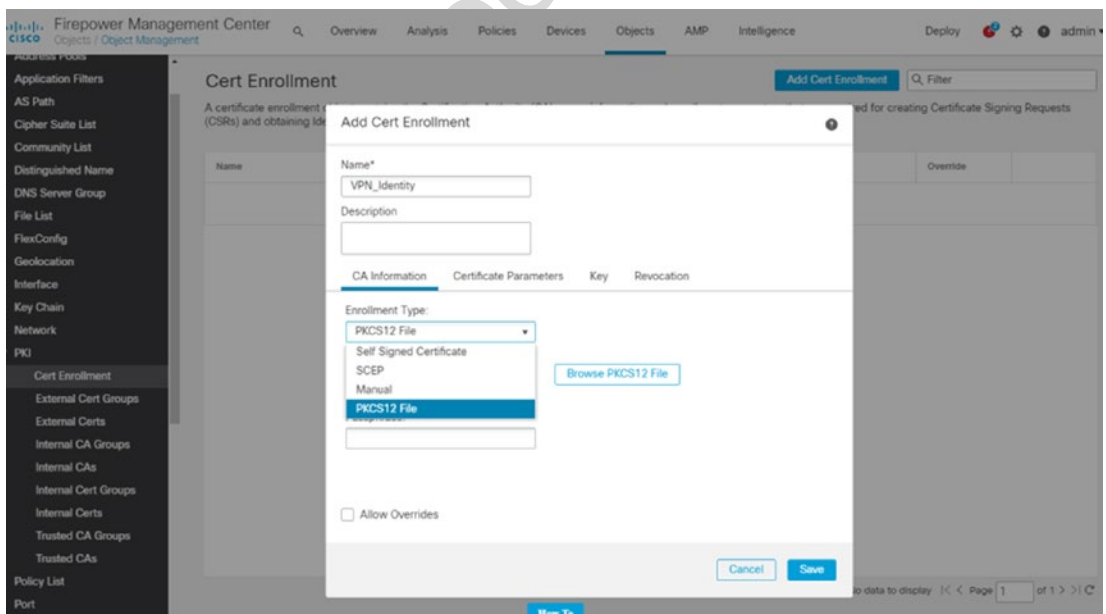 Firepower Management Center
CISCO Objects / Object Management
Overview Analysis Policies Devices Objects AMP Intelligence Deploy admin
Address Pools
Application Filters
AS Path
Cipher Suite List
Community List
Distinguished Name
DNS Server Group
File List
FlexConfig
Geolocation
Interface
Key Chain
Network
PKI
Cert Enrollment
External Cert Groups
External Certs
Internal CA Groups
Internal CAs
Internal Cert Groups
Internal Certs
Trusted CA Groups
Trusted CAs
Policy List
Port
Cert Enrollment
Add Cert Enrollment
Filter
A certificate enrollment
ed for creating Certificate Signing Requests
(CSRs) and obtaining Ide
Name
Override
Add Cert Enrollment
Name*
VPN_Identity
Description
CA Information Certificate Parameters Key Revocation
Enrollment Type:
PKCS12 File
Self Signed Certificate
SCEP
Manual
PKCS12 File
Browse PKCS12 File
Allow Overrides
Cancel Save
to data to display Page 1 of 1
How To